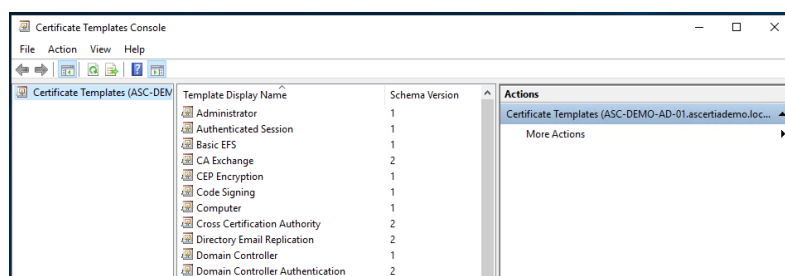 Certificate Templates Console
File Action View Help
Certificate Templates (ASC-DEM
Template Display Name Schema Version
Administrator 1
Authenticated Session 1
Basic EFS 1
CA Exchange 2
CEP Encryption 1
Code Signing 1
Computer 1
Cross Certification Authority 2
Directory Email Replication 2
Domain Controller 1
Domain Controller Authentication 2
Actions
Certificate Templates (ASC-DEMO-AD-01.ascertiademo.loc...
More Actions